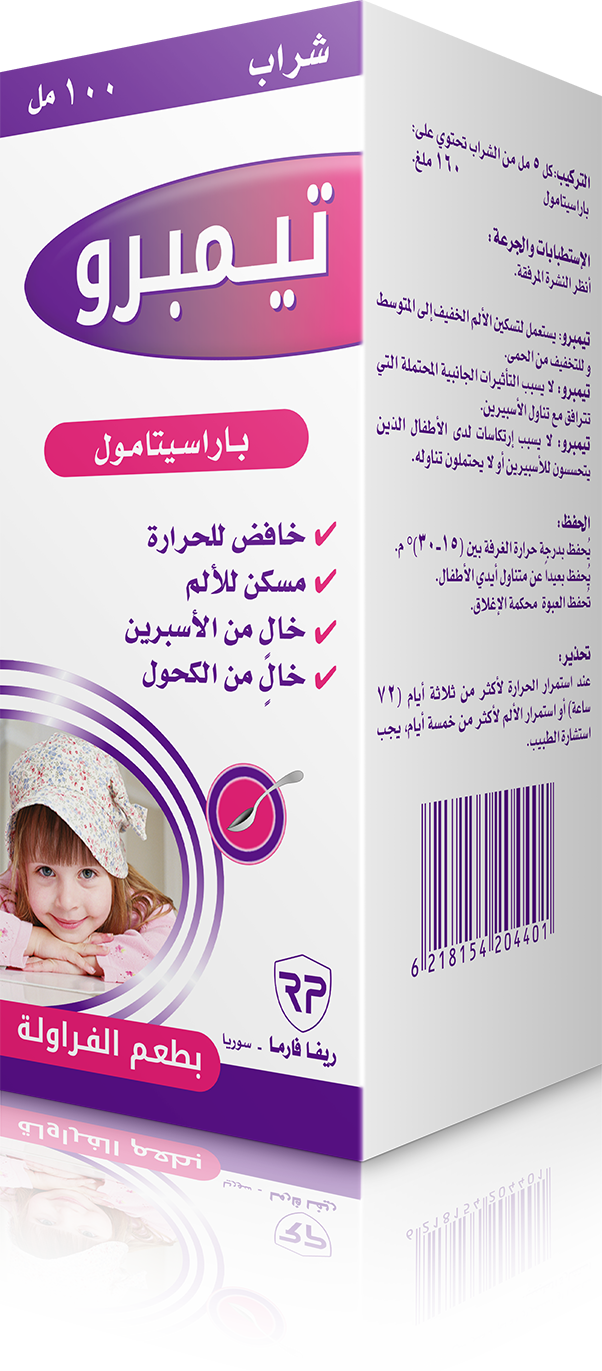 شراب
١٠٠ مل
تيمبرو
باراسيتامول
خافض للحرارة
مسكن للألم
خالٍ من الأسبرين
خالٍ من الكحول
RP
ريفا فارما - سوريا
بطعم الفراولة
التركيب: كل ٥ مل من الشراب تحتوي على:
باراسيتامول ١٦٠ ملغ.
الإستطبابات والجرعة:
أنظر النشرة المرفقة.
تيمبرو: يستعمل لتسكين الألم الخفيف إلى المتوسط
و للتخفيف من الحمى.
تيمبرو: لا يسبب التأثيرات الجانبية المحتملة التي
تترافق مع تناول الأسبيرين.
تيمبرو: لا يسبب إرتكاسات لدى الأطفال الذين
يتحسسون للأسبيرين أو لا يحتملون تناوله.
الحفظ:
يُحفظ بدرجة حرارة الغرفة بين (١٥-٣٠)° م.
يُحفظ بعيداً عن متناول أيدي الأطفال.
تحفظ العبوة محكمة الإغلاق.
تحذير:
عند استمرار الحرارة لأكثر من ثلاثة أيام (٧٢
ساعة) أو استمرار الألم لأكثر من خمسة أيام، يجب
استشارة الطبيب.
6 218154 204401